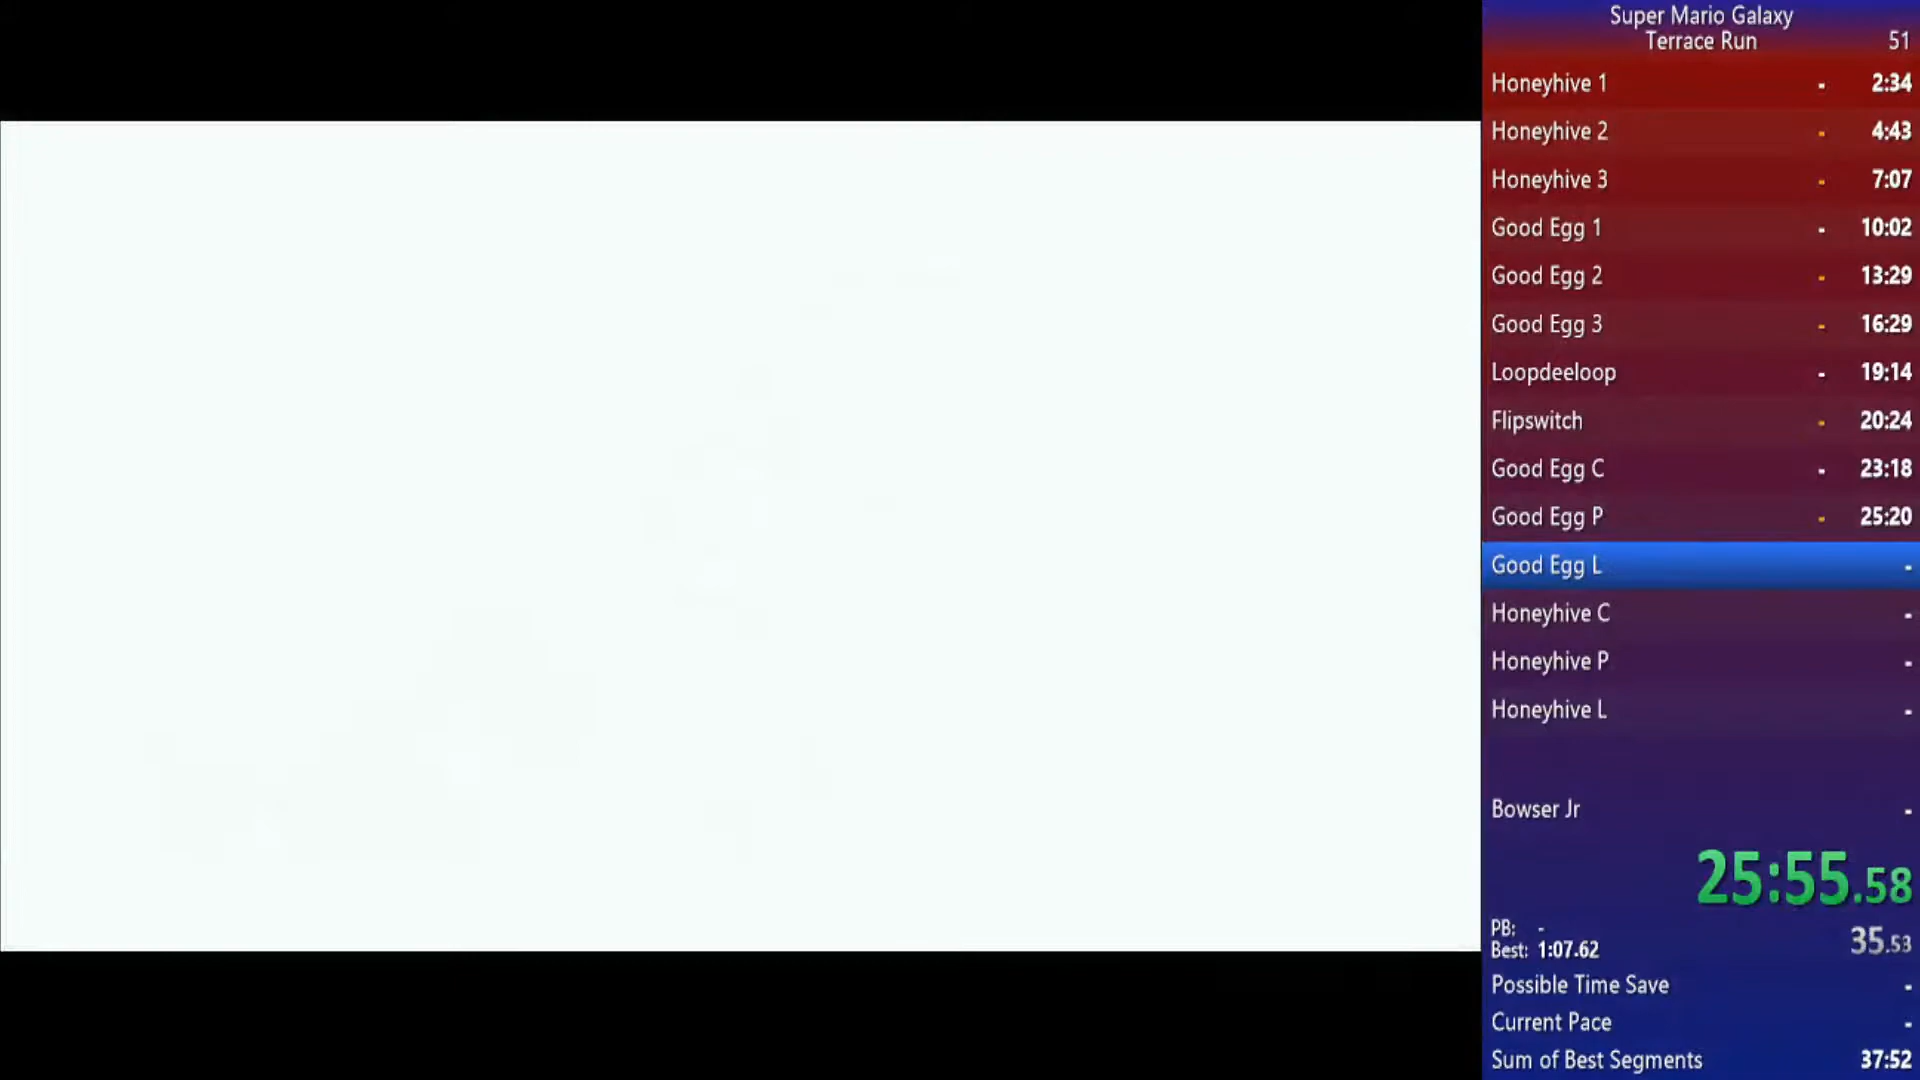 Super Mario Galaxy
Terrace Run 51
Honeyhive 1 - 2:34
Honeyhive 2 - 4:43
Honeyhive 3 - 7:07
Good Egg 1 - 10:02
Good Egg 2 - 13:29
Good Egg 3 - 16:29
Loopdeeloop - 19:14
Flipswitch - 20:24
Good Egg C - 23:18
Good Egg P - 25:20
Good Egg L -
Honeyhive C -
Honeyhive P -
Honeyhive L -
Bowser Jr -
25:55.58
PB: -
Best: 1:07.62 35.53
Possible Time Save -
Current Pace -
Sum of Best Segments 37:52